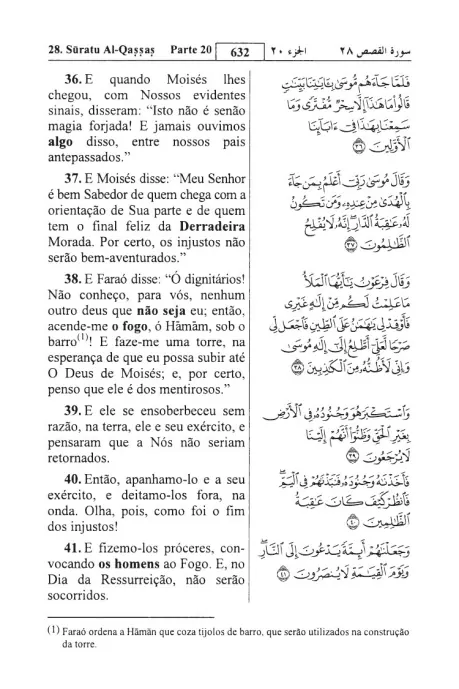 28. Sūratu Al-Qaṣṣaṣ Parte 20 632 الجزء ٢٠ سورة القصص ٢٨
36. E quando Moisés lhes
chegou, com Nossos evidentes
sinais, disseram: “Isto não é senão
magia forjada! E jamais ouvimos
algo disso, entre nossos pais
antepassados.”
37. E Moisés disse: “Meu Senhor
é bem Sabedor de quem chega com a
orientação de Sua parte e de quem
tem o final feliz da Derradeira
Morada. Por certo, os injustos não
serão bem-aventurados.”
38. E Faraó disse: “Ó dignitários!
Não conheço, para vós, nenhum
outro deus que não seja eu; então,
acende-me o fogo, ó Hāmān, sob o
barro(1)! E faze-me uma torre, na
esperança de que eu possa subir até
O Deus de Moisés; e, por certo,
penso que ele é dos mentirosos.”
39. E ele se ensoberbeceu sem
razão, na terra, ele e seu exército, e
pensaram que a Nós não seriam
retornados.
40. Então, apanhamo-lo e a seu
exército, e deitamo-los fora, na
onda. Olha, pois, como foi o fim
dos injustos!
41. E fizemo-los próceres, con-
vocando os homens ao Fogo. E, no
Dia da Ressurreição, não serão
socorridos.
فَلَمَّا جَاءَهُم مُّوسَىٰ بِـَٔايَـٰتِنَا بَيِّنَـٰتٍ
قَالُوا۟ مَا هَـٰذَآ إِلَّا سِحْرٌ مُّفْتَرًى وَمَا
سَمِعْنَا بِهَـٰذَا فِىٓ ءَابَآئِنَا
ٱلْأَوَّلِينَ ٣٦
وَقَالَ مُوسَىٰ رَبِّىٓ أَعْلَمُ بِمَن جَآءَ
بِٱلْهُدَىٰ مِنْ عِندِهِۦ وَمَن تَكُونُ
لَهُۥ عَـٰقِبَةُ ٱلدَّارِ إِنَّهُۥ لَا يُفْلِحُ
ٱلظَّـٰلِمُونَ ٣٧
وَقَالَ فِرْعَوْنُ يَـٰٓأَيُّهَا ٱلْمَلَأُ
مَا عَلِمْتُ لَكُم مِّنْ إِلَـٰهٍ غَيْرِى
فَأَوْقِدْ لِى يَـٰهَـٰمَـٰنُ عَلَى ٱلطِّينِ فَٱجْعَل لِّى
صَرْحًا لَّعَلِّىٓ أَطَّلِعُ إِلَىٰٓ إِلَـٰهِ مُوسَىٰ
وَإِنِّى لَأَظُنُّهُۥ مِنَ ٱلْكَـٰذِبِينَ ٣٨
وَٱسْتَكْبَرَ هُوَ وَجُنُودُهُۥ فِى ٱلْأَرْضِ
بِغَيْرِ ٱلْحَقِّ وَظَنُّوٓا۟ أَنَّهُمْ إِلَيْنَا
لَا يُرْجَعُونَ ٣٩
فَأَخَذْنَـٰهُ وَجُنُودَهُۥ فَنَبَذْنَـٰهُمْ فِى ٱلْيَمِّ
فَٱنظُرْ كَيْفَ كَانَ عَـٰقِبَةُ
ٱلظَّـٰلِمِينَ ٤٠
وَجَعَلْنَـٰهُمْ أَئِمَّةً يَدْعُونَ إِلَى ٱلنَّارِ
وَيَوْمَ ٱلْقِيَـٰمَةِ لَا يُنصَرُونَ ٤١
(1) Faraó ordena a Hāmān que coza tijolos de barro, que serão utilizados na construção
da torre.